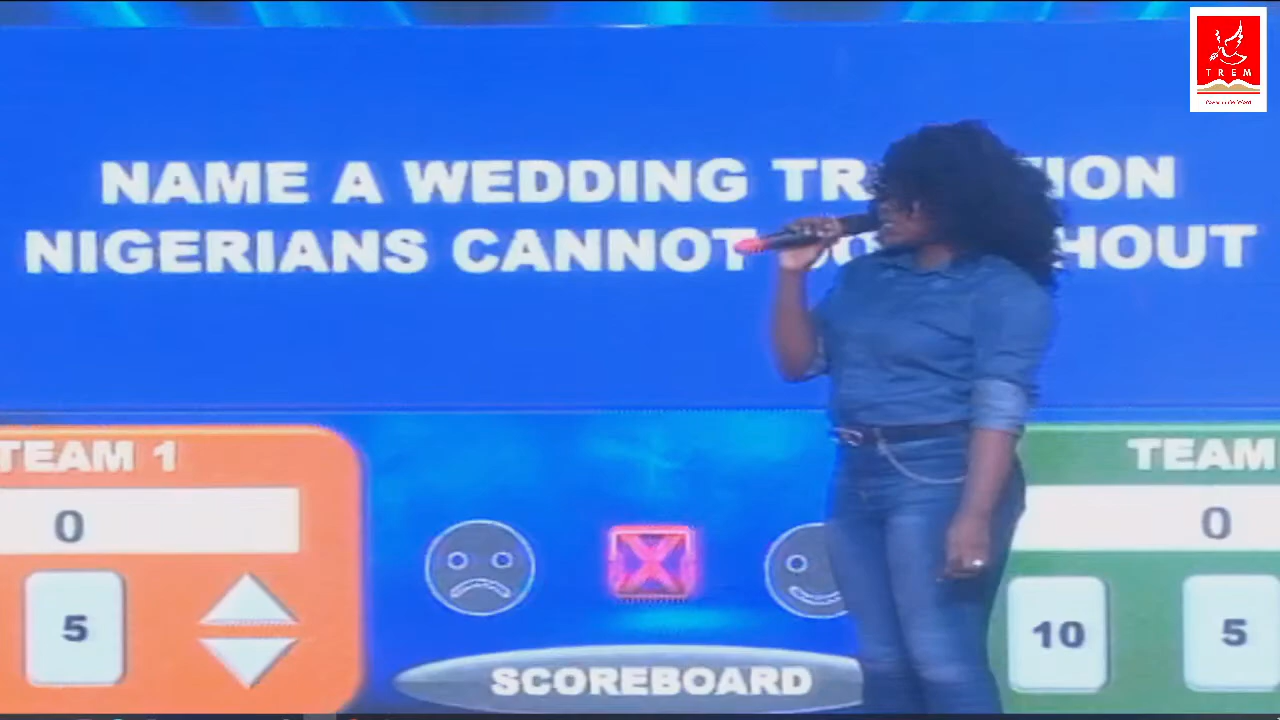 TREM
NAME A WEDDING TR ION
NIGERIANS CANNOT HOUT
TEAM 1
TEAM
0
0
5
10
5
SCOREBOARD